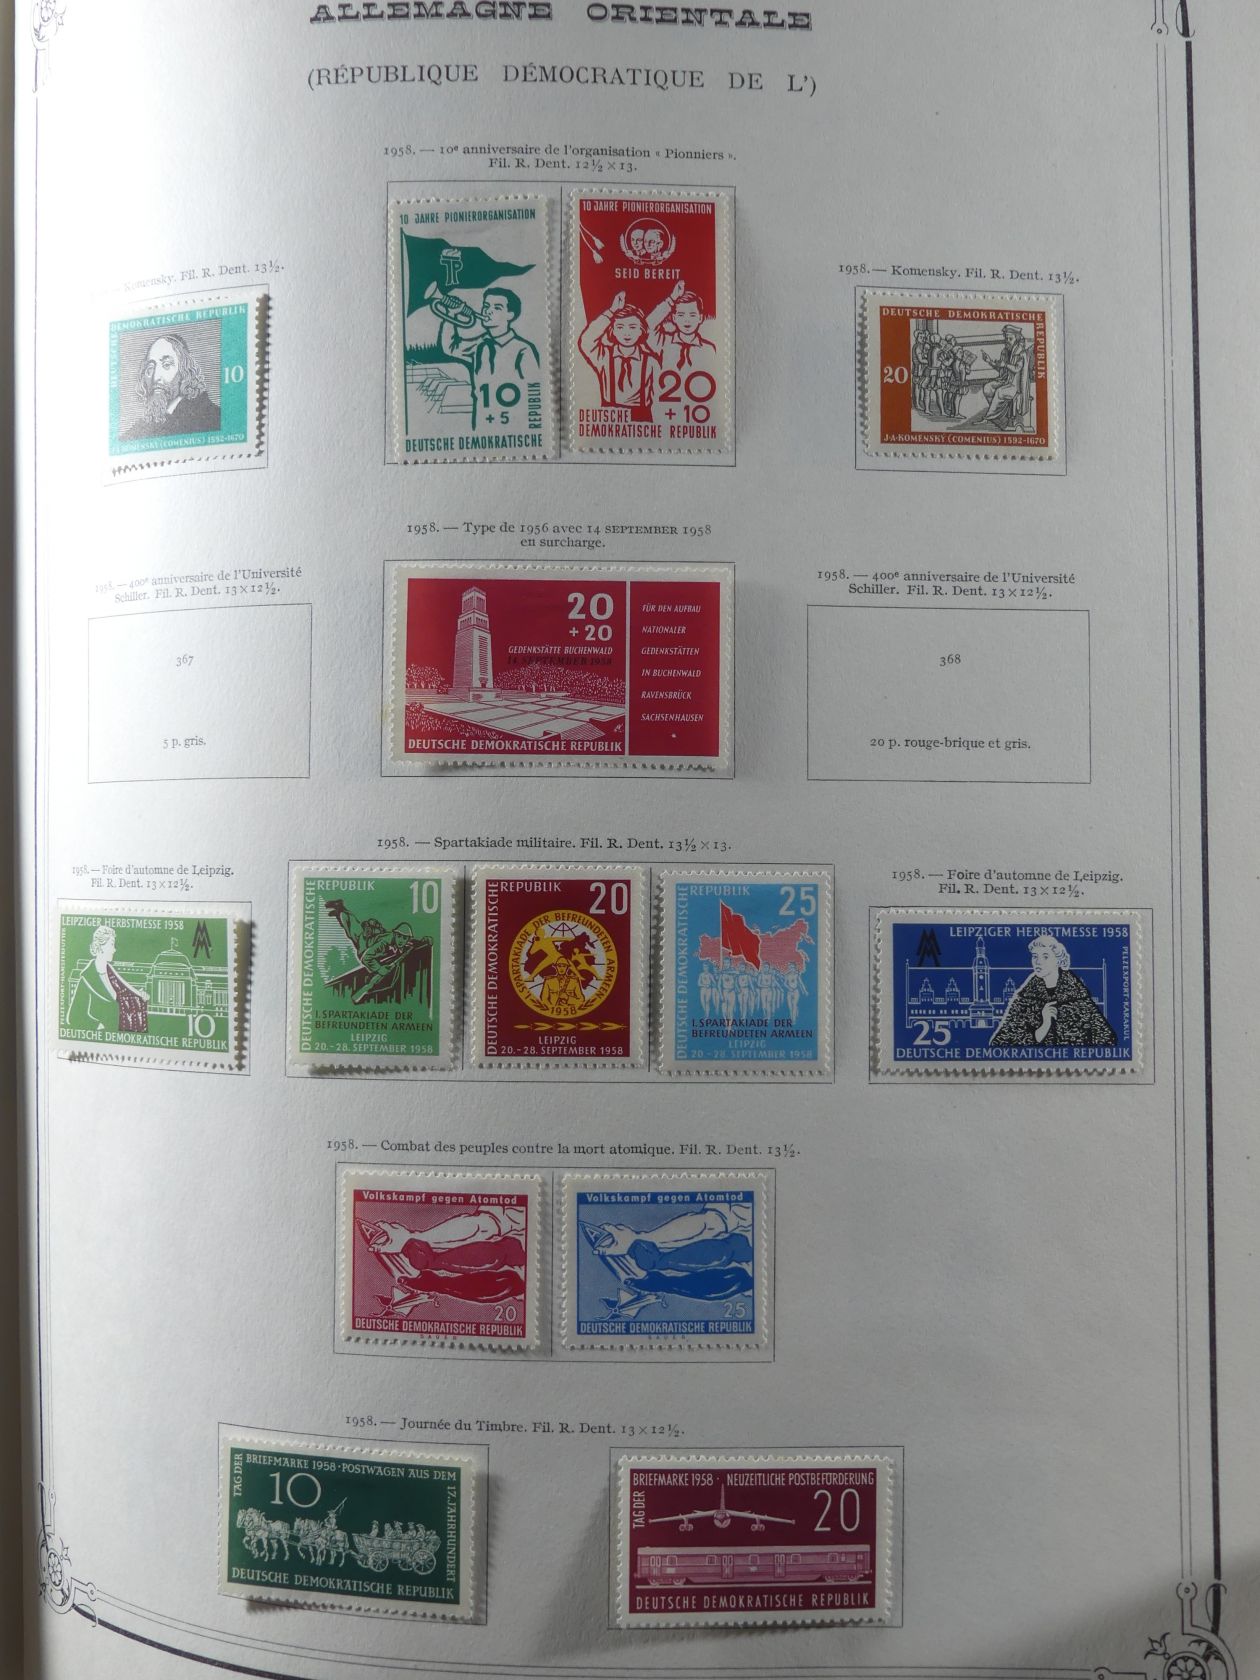 ALLEMAGNE ORIENTALE
(RÉPUBLIQUE DÉMOCRATIQUE DE L')
1958. — 10e anniversaire de l'organisation « Pionniers ».
Fil. R. Dent. 12½ × 13.
Komensky. Fil. R. Dent. 13½.
DEUTSCHE DEMOKRATISCHE REPUBLIK
10
J.A.KOMENSKY (COMENIUS) 1592-1670
10 JAHRE PIONIERORGANISATION
JP
10
+5
DEUTSCHE DEMOKRATISCHE
REPUBLIK
10 JAHRE PIONIERORGANISATION
SEID BEREIT
20
+10
DEUTSCHE
DEMOKRATISCHE REPUBLIK
1958. — Komensky. Fil. R. Dent. 13½.
DEUTSCHE DEMOKRATISCHE
REPUBLIK
20
J·A·KOMENSKY (COMENIUS) 1592-1670
1958. — Type de 1956 avec 14 SEPTEMBER 1958
en surcharge.
1958. — 400e anniversaire de l'Université
Schiller. Fil. R. Dent. 13 × 12½.
367
5 p. gris.
20
+20
GEDENKSTÄTTE BUCHENWALD
14. SEPTEMBER 1958
DEUTSCHE DEMOKRATISCHE REPUBLIK
FÜR DEN AUFBAU
NATIONALER
GEDENKSTÄTTEN
IN BUCHENWALD
RAVENSBRÜCK
SACHSENHAUSEN
1958. — 400e anniversaire de l'Université
Schiller. Fil. R. Dent. 13 × 12½.
368
20 p. rouge-brique et gris.
1958. — Foire d'automne de Leipzig.
Fil. R. Dent. 13 × 12½.
LEIPZIGER HERBSTMESSE 1958
MM
10
DEUTSCHE DEMOKRATISCHE REPUBLIK
1958. — Spartakiade militaire. Fil. R. Dent. 13½ × 13.
DEUTSCHE DEMOKRATISCHE
REPUBLIK
10
I. SPARTAKIADE DER
BEFREUNDETEN ARMEEN
LEIPZIG
20.-28. SEPTEMBER 1958
DEUTSCHE DEMOKRATISCHE
REPUBLIK
20
I. SPARTAKIADE DER BEFREUNDETEN ARMEEN
1958
LEIPZIG
20.-28. SEPTEMBER 1958
DEUTSCHE DEMOKRATISCHE
REPUBLIK
25
I. SPARTAKIADE DER
BEFREUNDETEN ARMEEN
LEIPZIG
20.-28. SEPTEMBER 1958
1958. — Foire d'automne de Leipzig.
Fil. R. Dent. 13 × 12½.
LEIPZIGER HERBSTMESSE 1958
MM
PELZEXPORT·KARAKUL
25
DEUTSCHE DEMOKRATISCHE REPUBLIK
1958. — Combat des peuples contre la mort atomique. Fil. R. Dent. 13½.
Volkskampf gegen Atomtod
20
DEUTSCHE DEMOKRATISCHE REPUBLIK
SAUER
Volkskampf gegen Atomtod
25
DEUTSCHE DEMOKRATISCHE REPUBLIK
SAUER
1958. — Journée du Timbre. Fil. R. Dent. 13 × 12½.
TAG DER
BRIEFMARKE 1958·POSTWAGEN AUS DEM
17. JAHRHUNDERT
10
DEUTSCHE DEMOKRATISCHE REPUBLIK
TAG DER
BRIEFMARKE 1958 · NEUZEITLICHE POSTBEFÖRDERUNG
20
DEUTSCHE DEMOKRATISCHE REPUBLIK